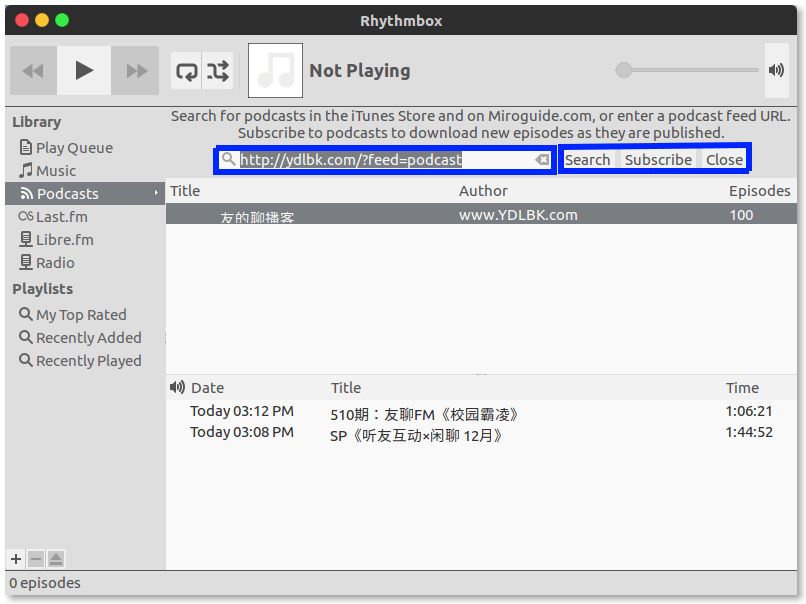 Rhythmbox
Not Playing
Library
Play Queue
Music
Podcasts
Last.fm
Libre.fm
Radio
Playlists
My Top Rated
Recently Added
Recently Played
Search for podcasts in the iTunes Store and on Miroguide.com, or enter a podcast feed URL.
Subscribe to podcasts to download new episodes as they are published.
http://ydlbk.com/?feed=podcast Search Subscribe Close
Title Author Episodes
友的聊播客 www.YDLBK.com 100
Date Title Time
Today 03:12 PM 510期：友聊FM《校园霸凌》 1:06:21
Today 03:08 PM SP《听友互动×闲聊 12月》 1:44:52
0 episodes